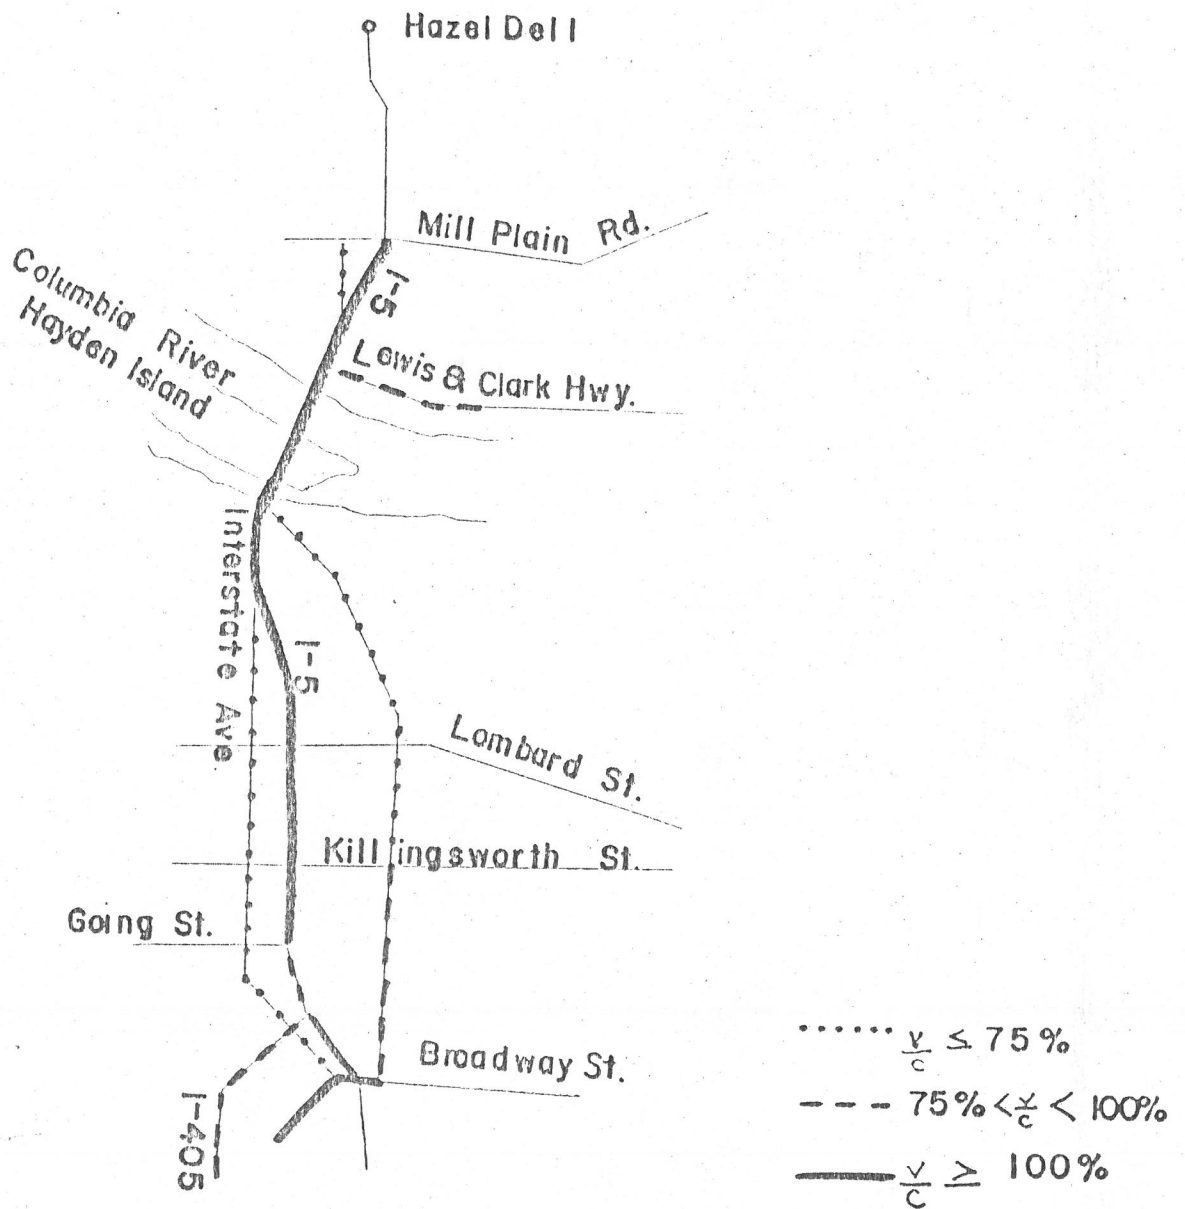 Hazel Dell
Mill Plain Rd.
I-5
Columbia River
Hayden Island
Lewis & Clark Hwy.
Interstate Ave.
I-5
Lombard St.
Killingsworth St.
Going St.
Broadway St.
I-405
v/c ≤ 75%
75% < v/c < 100%
v/c ≥ 100%